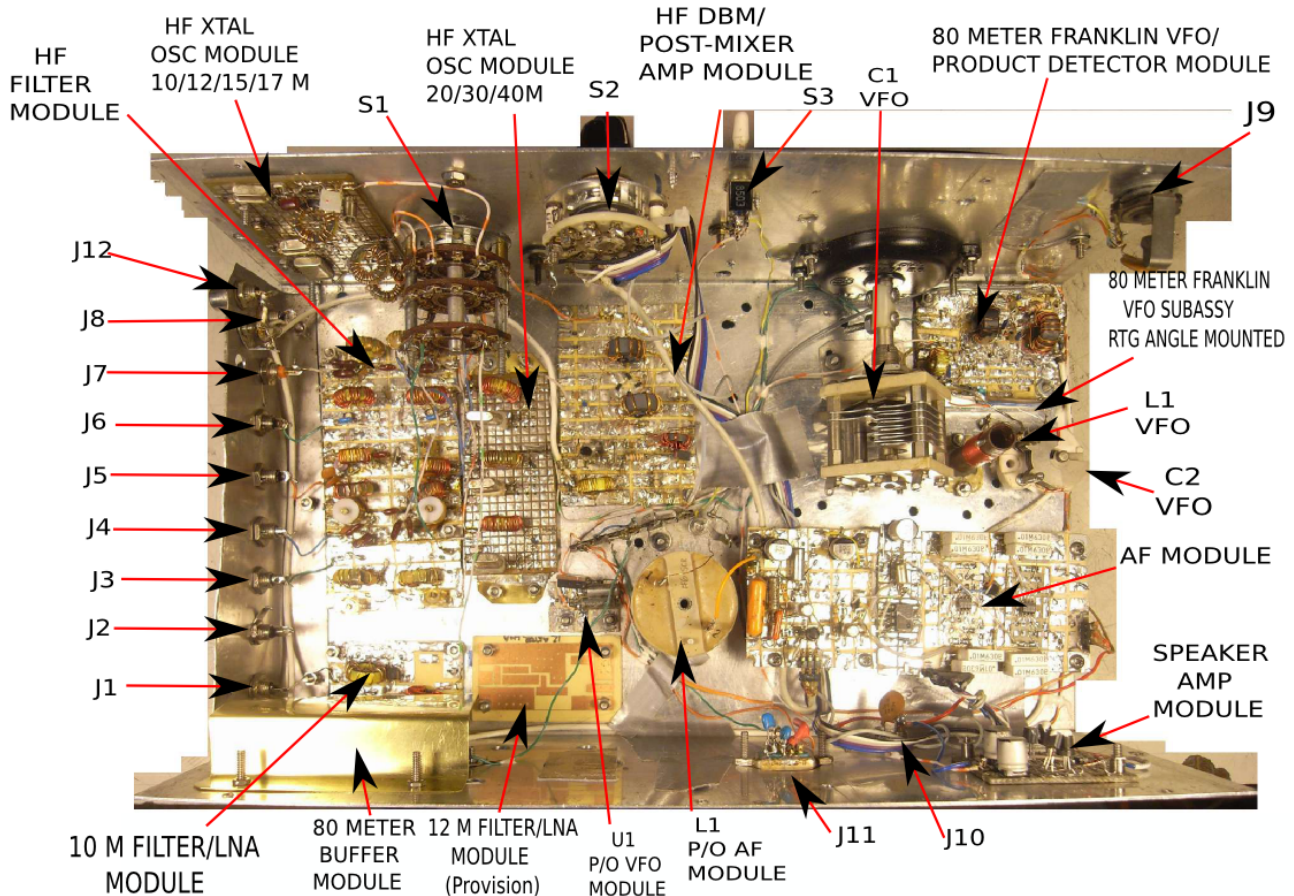 HF XTAL
OSC MODULE
10/12/15/17 M
HF
FILTER
MODULE
S1
HF XTAL
OSC MODULE
20/30/40M
S2
HF DBM/
POST-MIXER
AMP MODULE
S3
C1
VFO
80 METER FRANKLIN VFO/
PRODUCT DETECTOR MODULE
J9
8503
J12
J8
J7
J6
J5
J4
J3
J2
J1
80 METER FRANKLIN
VFO SUBASSY
RTG ANGLE MOUNTED
L1
VFO
C2
VFO
AF MODULE
SPEAKER
AMP
MODULE
10 M FILTER/LNA
MODULE
80 METER
BUFFER
MODULE
12 M FILTER/LNA
MODULE
(Provision)
U1
P/O VFO
MODULE
L1
P/O AF
MODULE
J11
J10